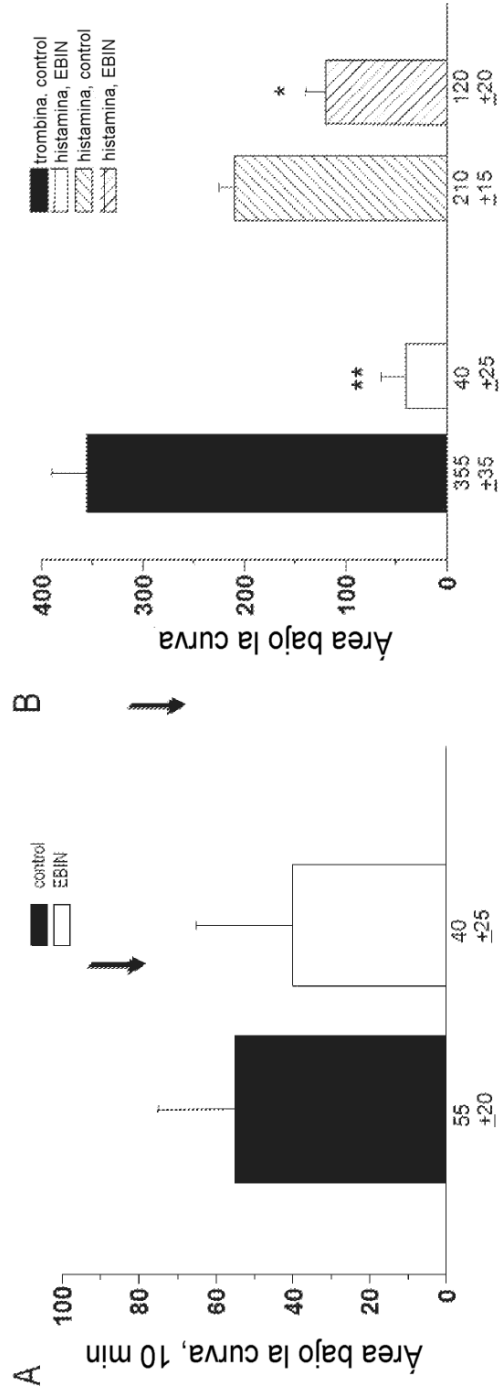 A
Área bajo la curva, 10 min
100
80
60
40
20
0
control
EBIN
55
±20
40
±25
B
Área bajo la curva
400
300
200
100
0
trombina, control
histamina, EBIN
histamina, control
histamina, EBIN
**
*
355
±35
40
±25
210
±15
120
±20